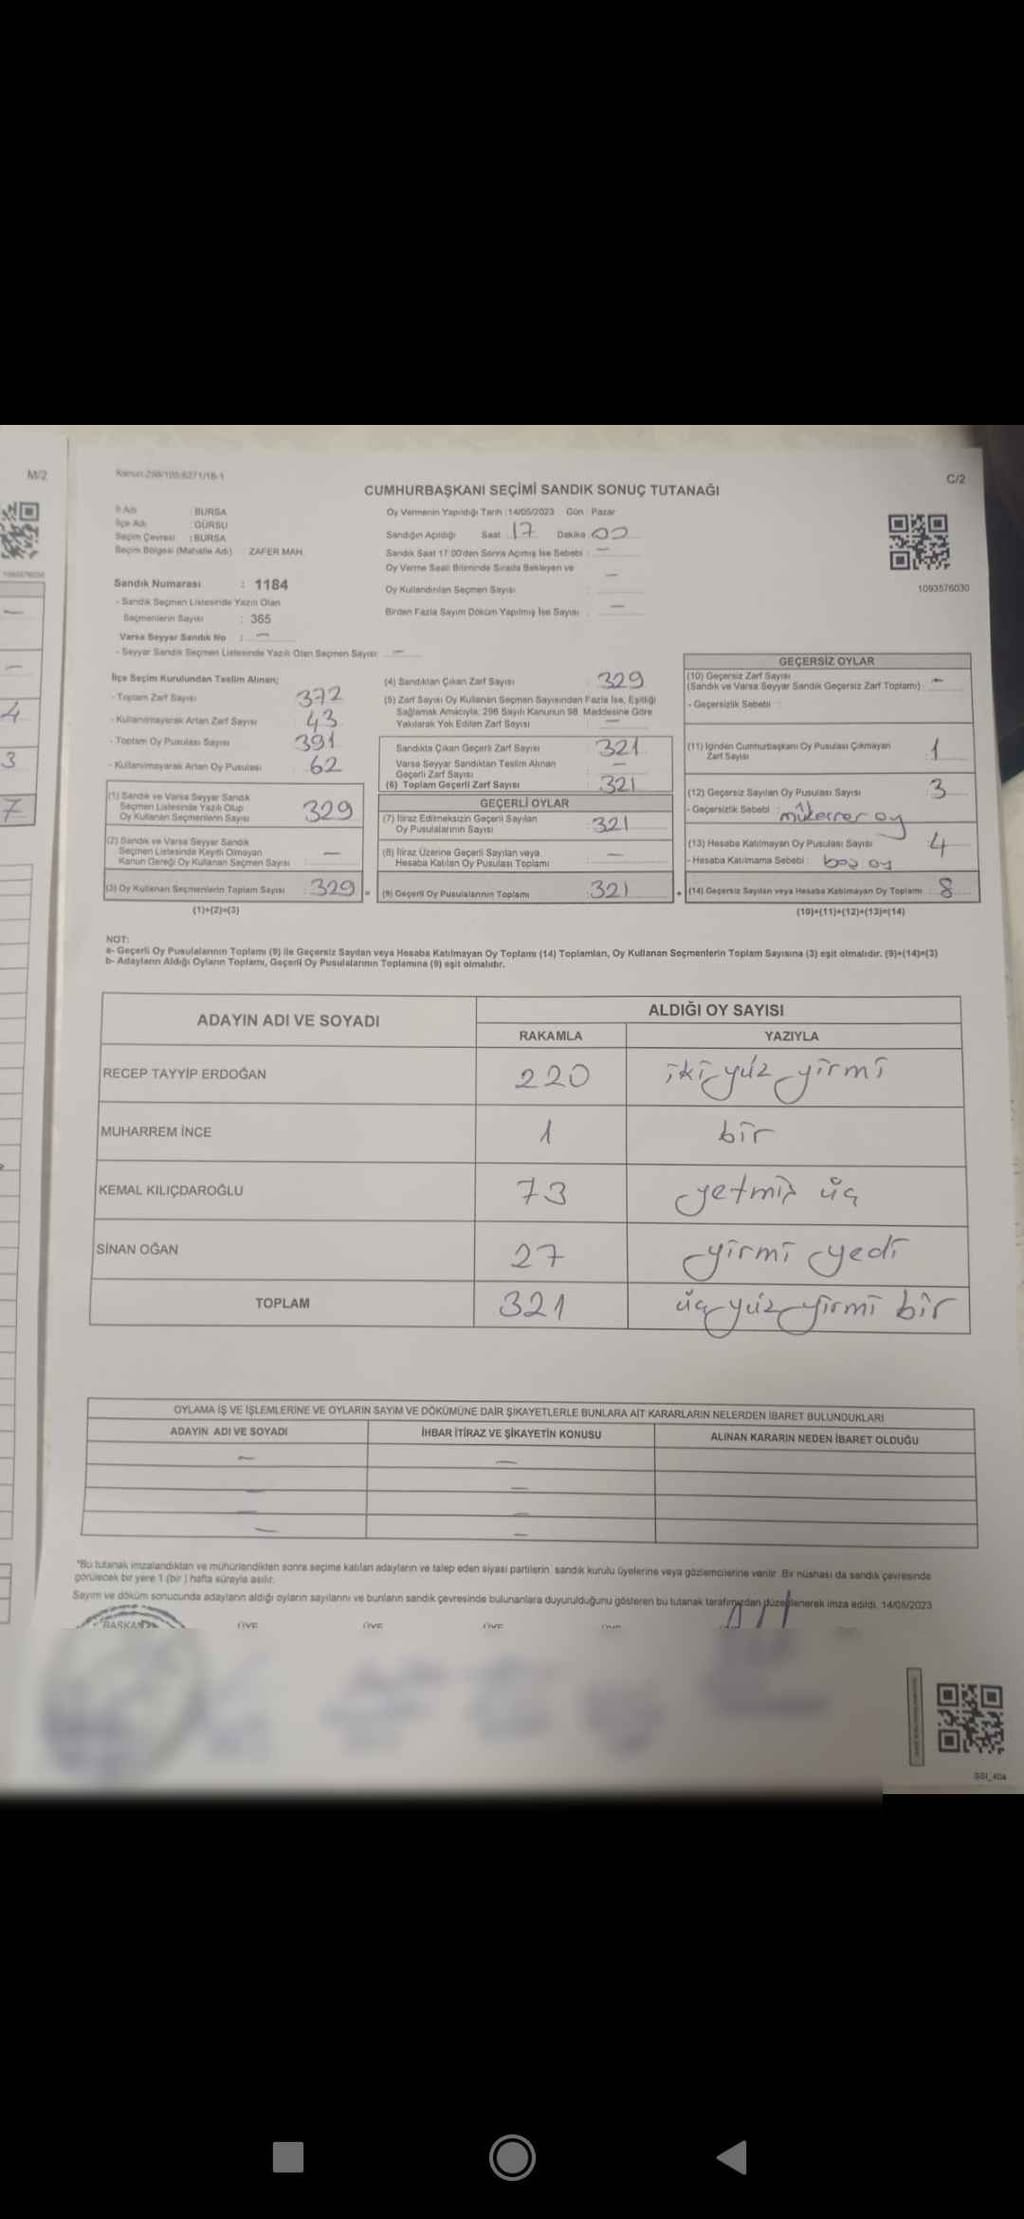 M/2
Kanun:298/105:6271/16-1
C/2
CUMHURBAŞKANI SEÇİMİ SANDIK SONUÇ TUTANAĞI
İl Adı : BURSA
İlçe Adı : GÜRSU
Seçim Çevresi : BURSA
Seçim Bölgesi (Mahalle Adı) ZAFER MAH.
Oy Vermenin Yapıldığı Tarih :14/05/2023 Gün : Pazar
Sandığın Açıldığı Saat : 17 Dakika : 00
Sandık Saat 17:00'den Sonra Açılmış İse Sebebi : —
Oy Verme Saati Bitiminde Sırada Bekleyen ve
Oy Kullandırılan Seçmen Sayısı : —
Birden Fazla Sayım Döküm Yapılmış İse Sayısı : —
1093576030
Sandık Numarası : 1184
- Sandık Seçmen Listesinde Yazılı Olan
Seçmenlerin Sayısı : 365
Varsa Seyyar Sandık No : —
- Seyyar Sandık Seçmen Listesinde Yazılı Olan Seçmen Sayısı: —
İlçe Seçim Kurulundan Teslim Alınan;
- Toplam Zarf Sayısı : 372
- Kullanılmayarak Artan Zarf Sayısı : 43
- Toplam Oy Pusulası Sayısı : 391
- Kullanılmayarak Artan Oy Pusulası : 62
(1) Sandık ve Varsa Seyyar Sandık
Seçmen Listesinde Yazılı Olup
Oy Kullanan Seçmenlerin Sayısı : 329
(2) Sandık ve Varsa Seyyar Sandık
Seçmen Listesinde Kayıtlı Olmayan
Kanun Gereği Oy Kullanan Seçmen Sayısı : —
(3) Oy Kullanan Seçmenlerin Toplam Sayısı : 329 =
(1)+(2)=(3)
(4) Sandıktan Çıkan Zarf Sayısı : 329
(5) Zarf Sayısı Oy Kullanan Seçmen Sayısından Fazla İse, Eşitliği
Sağlamak Amacıyla, 298 Sayılı Kanunun 98. Maddesine Göre
Yakılarak Yok Edilen Zarf Sayısı : —
Sandıkta Çıkan Geçerli Zarf Sayısı : 321
Varsa Seyyar Sandıktan Teslim Alınan
Geçerli Zarf Sayısı : —
(6) Toplam Geçerli Zarf Sayısı : 321
GEÇERLİ OYLAR
(7) İtiraz Edilmeksizin Geçerli Sayılan
Oy Pusulalarının Sayısı : 321
(8) İtiraz Üzerine Geçerli Sayılan veya
Hesaba Katılan Oy Pusulası Toplamı : —
(9) Geçerli Oy Pusulalarının Toplamı : 321 +
GEÇERSİZ OYLAR
(10) Geçersiz Zarf Sayısı
(Sandık ve Varsa Seyyar Sandık Geçersiz Zarf Toplamı) : —
- Geçersizlik Sebebi :
(11) İçinden Cumhurbaşkanı Oy Pusulası Çıkmayan
Zarf Sayısı : 1
(12) Geçersiz Sayılan Oy Pusulası Sayısı : 3
- Geçersizlik Sebebi : mükerrer oy
(13) Hesaba Katılmayan Oy Pusulası Sayısı : 4
- Hesaba Katılmama Sebebi : boş oy
(14) Geçersiz Sayılan veya Hesaba Katılmayan Oy Toplamı : 8
(10)+(11)+(12)+(13)=(14)
4
3
7
NOT:
a- Geçerli Oy Pusulalarının Toplamı (9) ile Geçersiz Sayılan veya Hesaba Katılmayan Oy Toplamı (14) Toplamları, Oy Kullanan Seçmenlerin Toplam Sayısına (3) eşit olmalıdır. (9)+(14)=(3)
b- Adayların Aldığı Oyların Toplamı, Geçerli Oy Pusulalarının Toplamına (9) eşit olmalıdır.
ADAYIN ADI VE SOYADI
ALDIĞI OY SAYISI
RAKAMLA YAZIYLA
RECEP TAYYİP ERDOĞAN 220 iki yüz yirmi
MUHARREM İNCE 1 bir
KEMAL KILIÇDAROĞLU 73 yetmiş üç
SİNAN OĞAN 27 yirmi yedi
TOPLAM 321 üç yüz yirmi bir
OYLAMA İŞ VE İŞLEMLERİNE VE OYLARIN SAYIM VE DÖKÜMÜNE DAİR ŞİKAYETLERLE BUNLARA AİT KARARLARIN NELERDEN İBARET BULUNDUKLARI
ADAYIN ADI VE SOYADI İHBAR İTİRAZ VE ŞİKAYETİN KONUSU ALINAN KARARIN NEDEN İBARET OLDUĞU
— —
— —
— —
— —
*Bu tutanak imzalandıktan ve mühürlendikten sonra seçime katılan adayların ve talep eden siyasi partilerin sandık kurulu üyelerine veya gözlemcilerine verilir. Bir nüshası da sandık çevresinde
görülecek bir yere 1 (bir ) hafta süreyle asılır.
Sayım ve döküm sonucunda adayların aldığı oyların sayılarını ve bunların sandık çevresinde bulunanlara duyurulduğunu gösteren bu tutanak tarafımızdan düzenlenerek imza edildi. 14/05/2023
BAŞKAN ÜYE ÜYE ÜYE